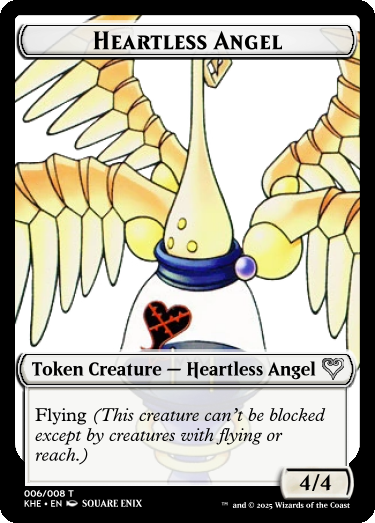 Heartless Angel
Token Creature — Heartless Angel
Flying (This creature can't be blocked
except by creatures with flying or
reach.)
4/4
006/008 T
KHE • EN SQUARE ENIX
™ and © 2025 Wizards of the Coast